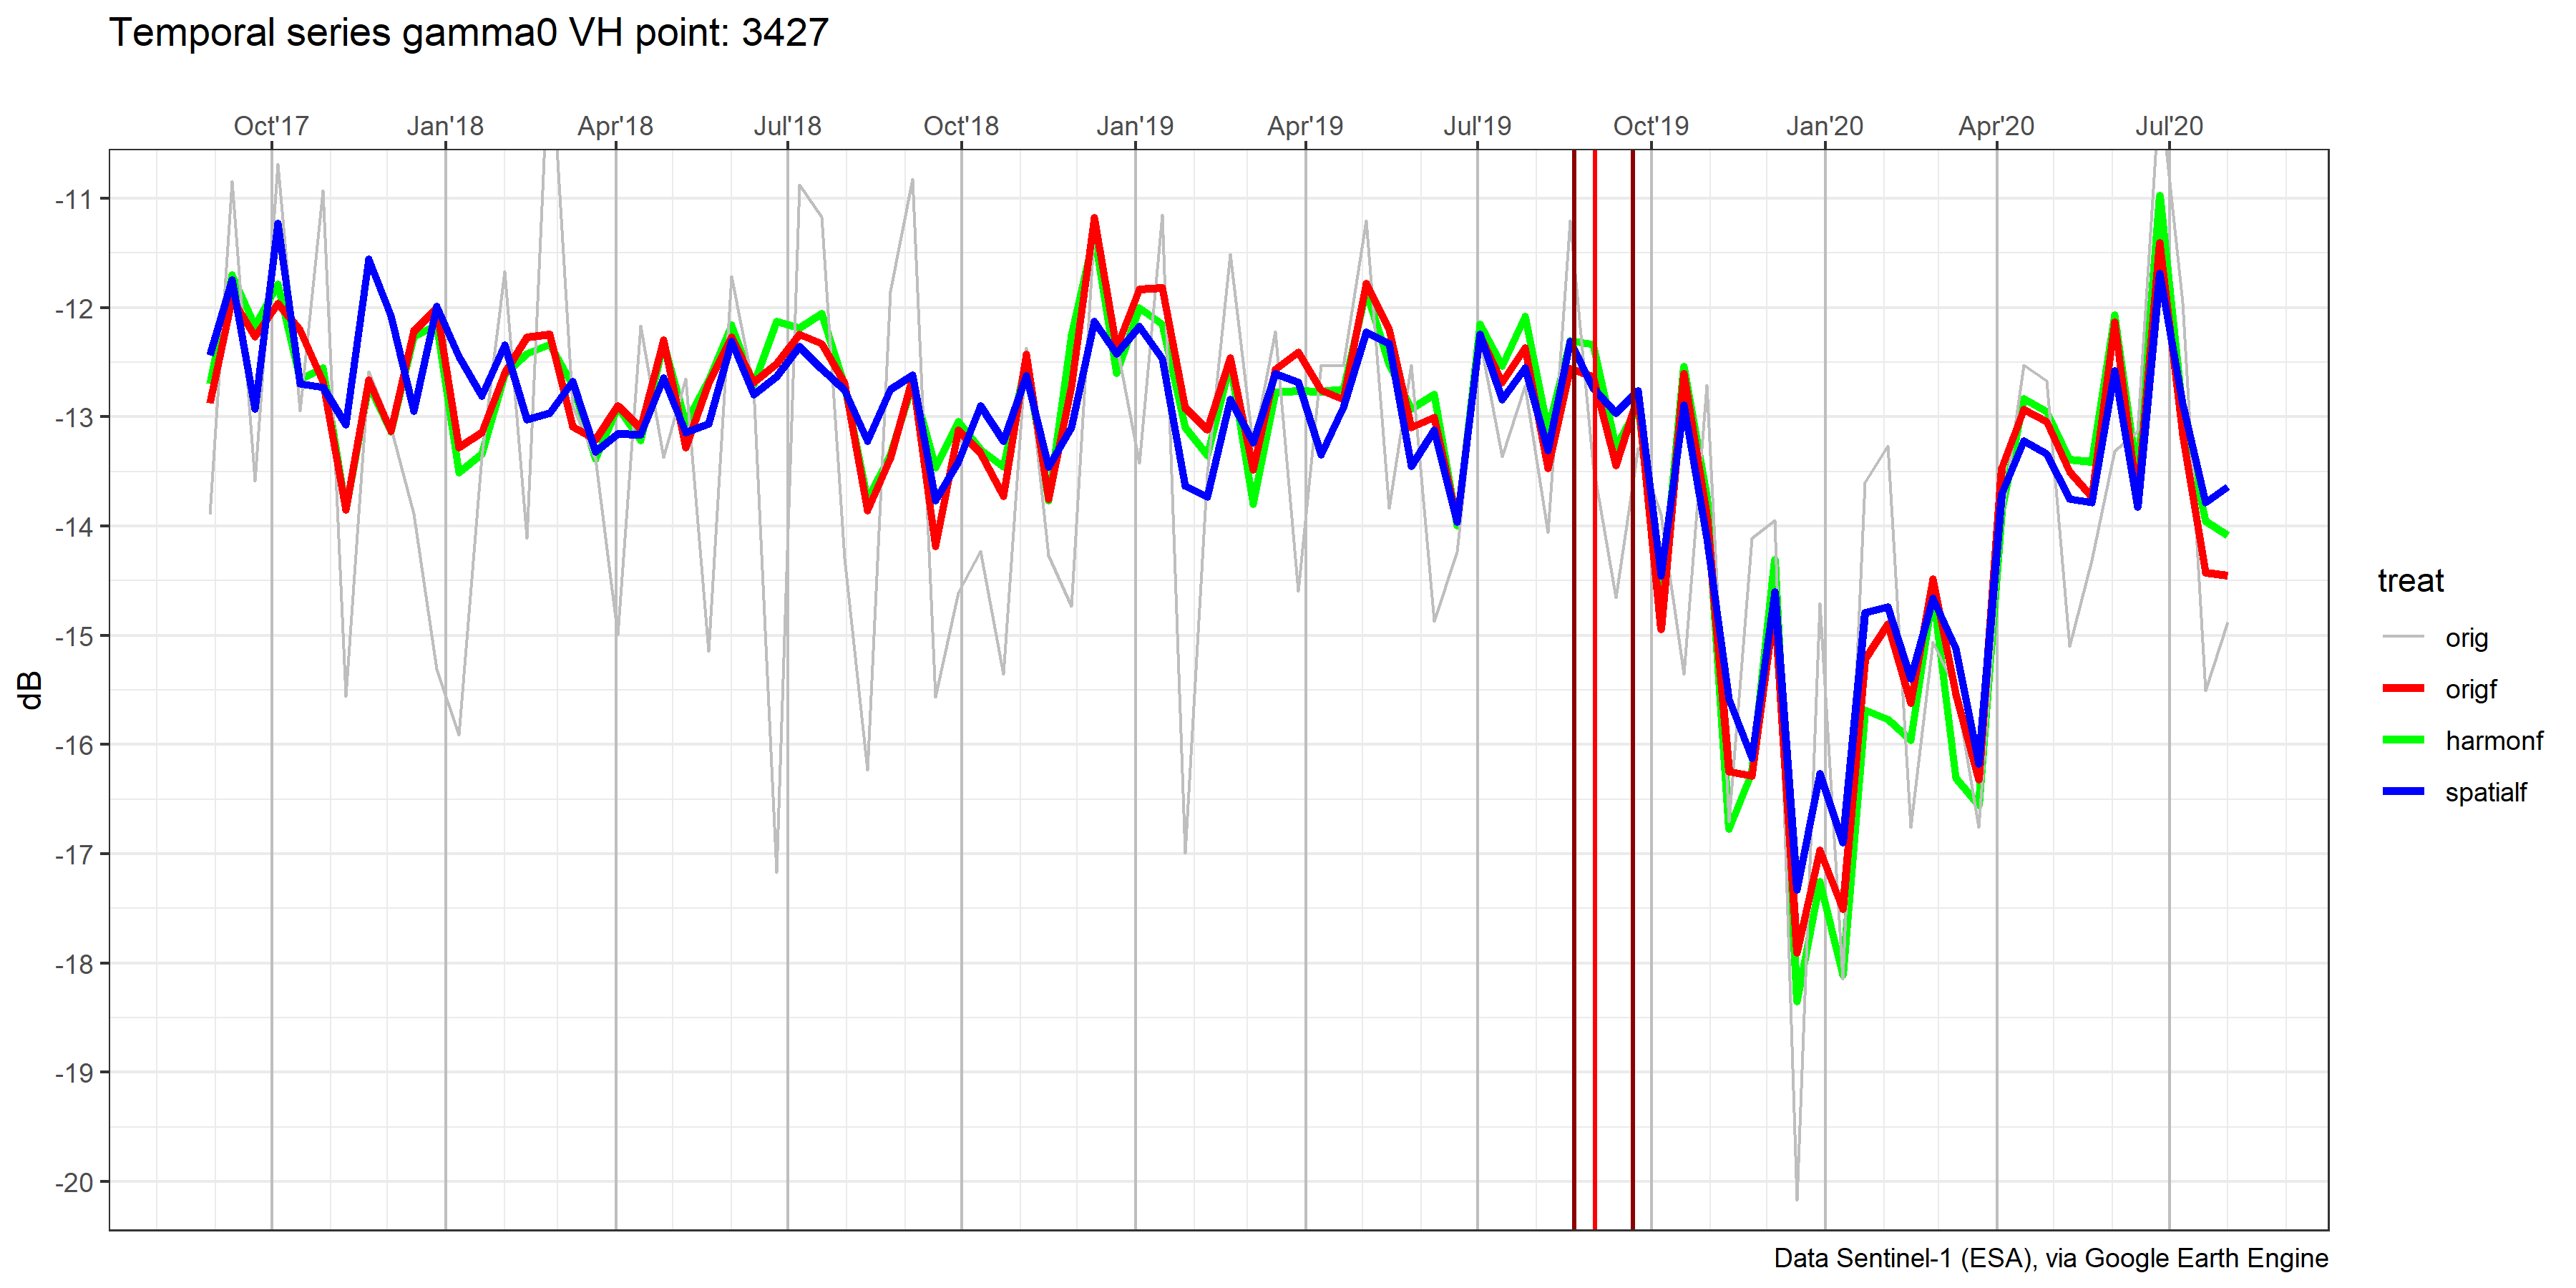 Temporal series gamma0 VH point: 3427
Oct'17 Jan'18 Apr'18 Jul'18 Oct'18 Jan'19 Apr'19 Jul'19 Oct'19 Jan'20 Apr'20 Jul'20
-11
-12
-13
-14
-15
-16
-17
-18
-19
-20
dB
treat
orig
origf
harmonf
spatialf
Data Sentinel-1 (ESA), via Google Earth Engine